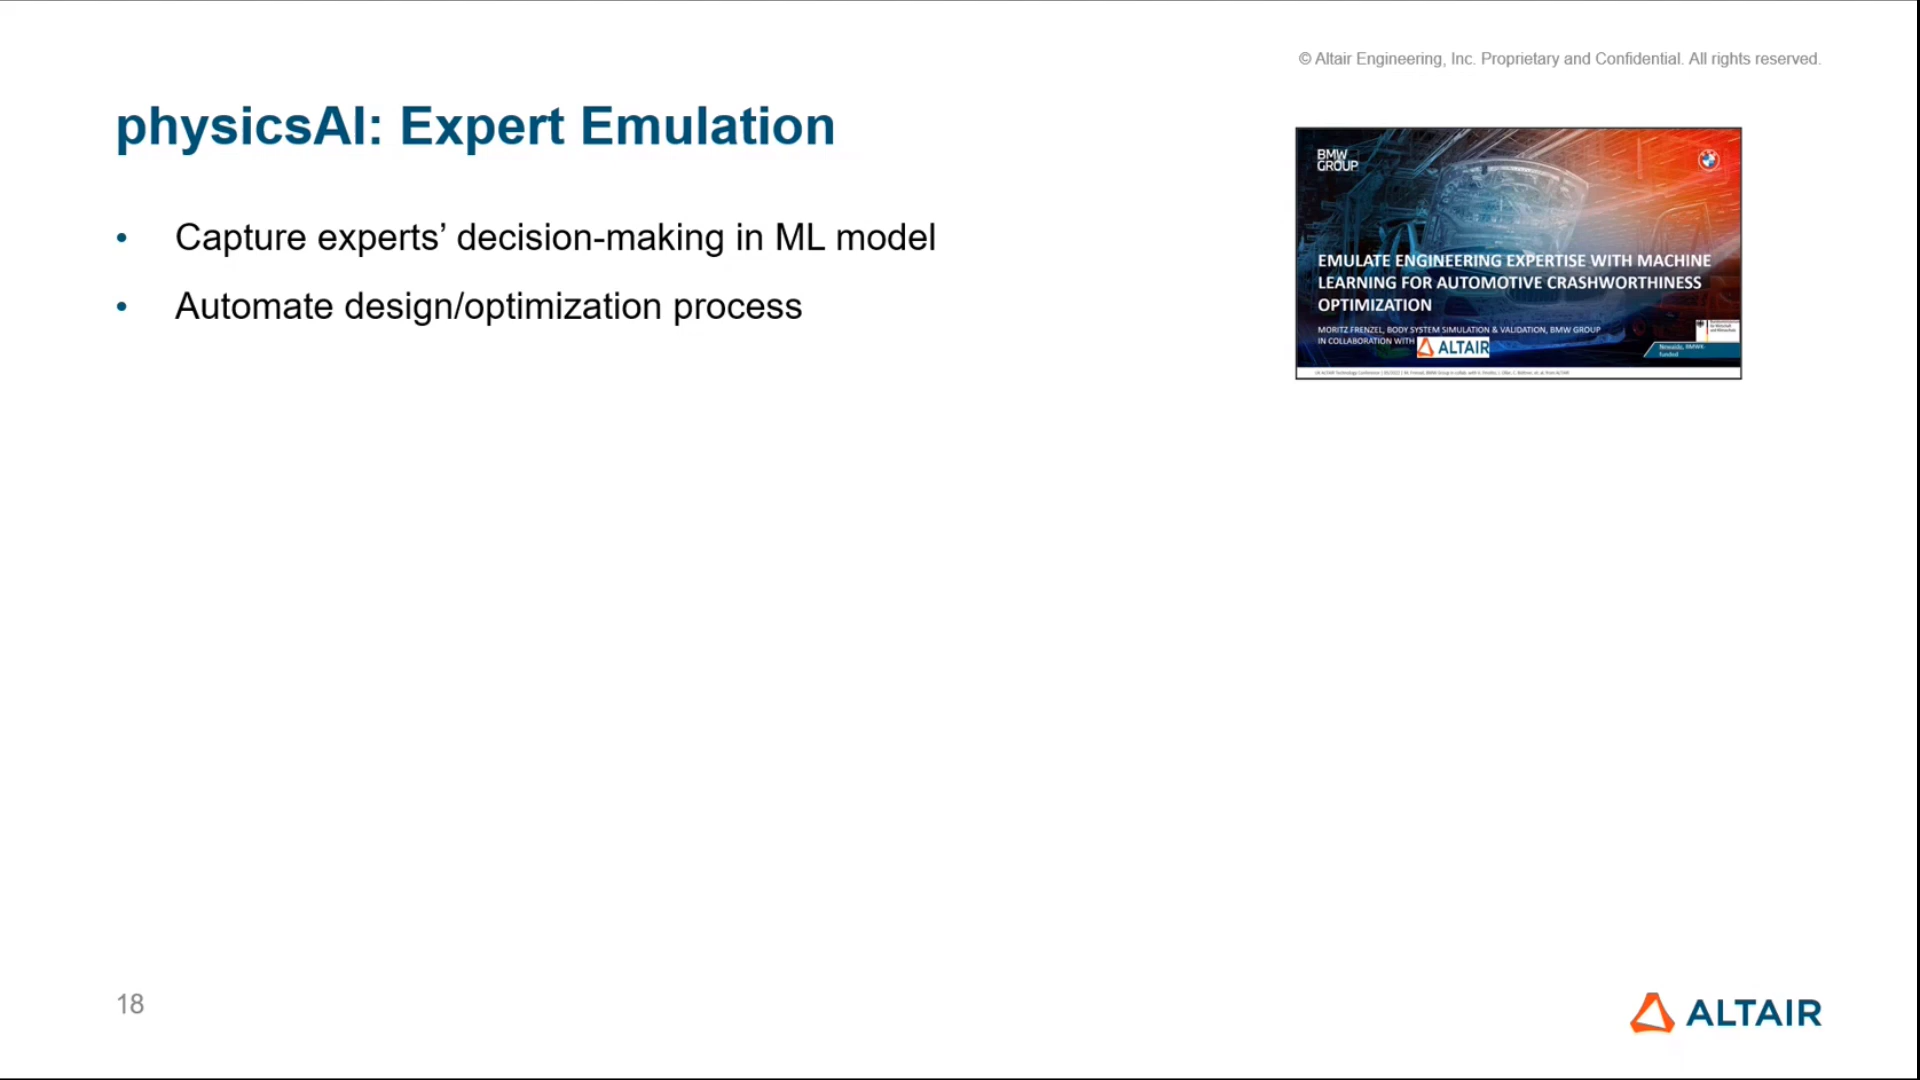 © Altair Engineering, Inc. Proprietary and Confidential. All rights reserved.
physicsAI: Expert Emulation
• Capture experts’ decision-making in ML model
• Automate design/optimization process
BMW
GROUP
EMULATE ENGINEERING EXPERTISE WITH MACHINE
LEARNING FOR AUTOMOTIVE CRASHWORTHINESS
OPTIMIZATION
MORITZ FRENZEL, BODY SYSTEM SIMULATION & VALIDATION, BMW GROUP
IN COLLABORATION WITH ALTAIR
funded
18
ALTAIR